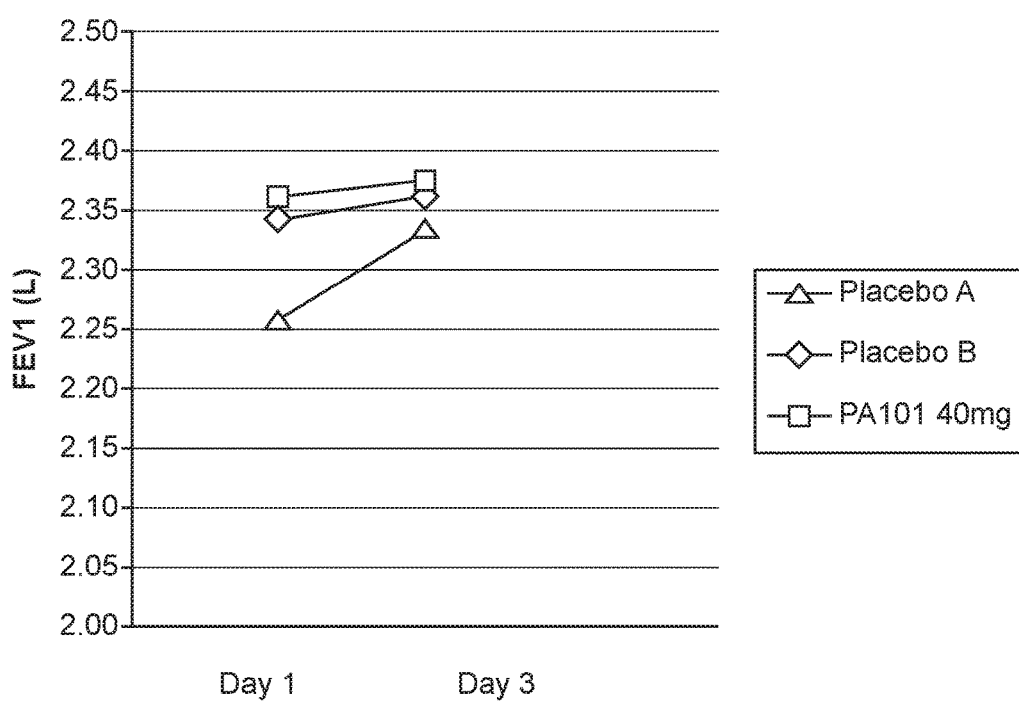 2.50
2.45
2.40
2.35
2.30
2.25
2.20
2.15
2.10
2.05
2.00
FEV1 (L)
Day 1 Day 3
Placebo A
Placebo B
PA101 40mg